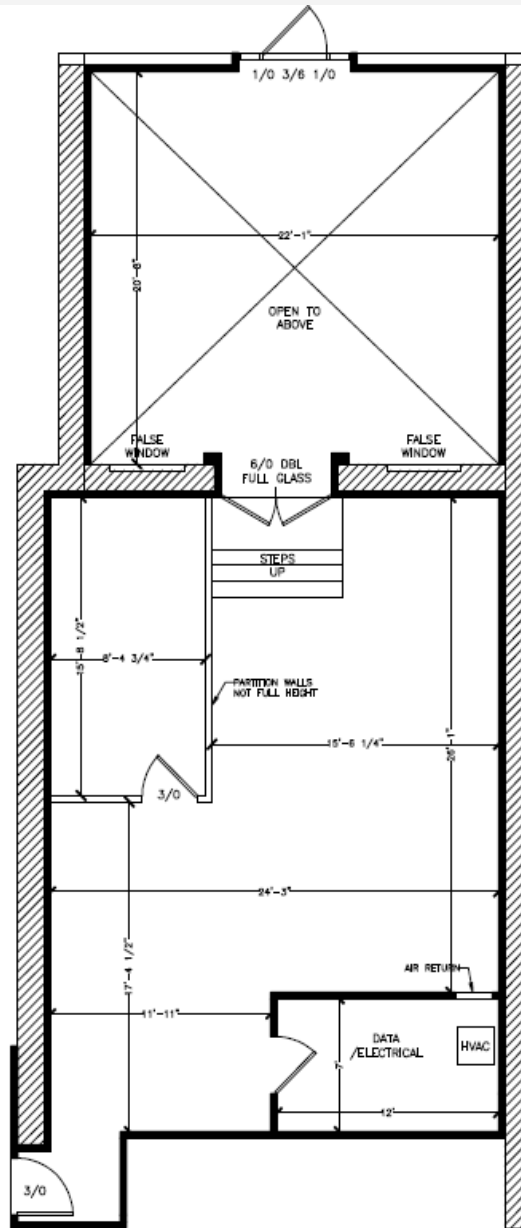 1/0 3/6 1/0
22'-1"
20'-6"
OPEN TO
ABOVE
FALSE
WINDOW
FALSE
WINDOW
6/0 DBL
FULL GLASS
STEPS
UP
15'-8 1/2"
8'-4 3/4"
PARTITION WALLS
NOT FULL HEIGHT
15'-6 1/4"
26'-1"
3/0
24'-3"
17'-4 1/2"
AIR RETURN
11'-11"
DATA
/ELECTRICAL
HVAC
7'
12'
3/0